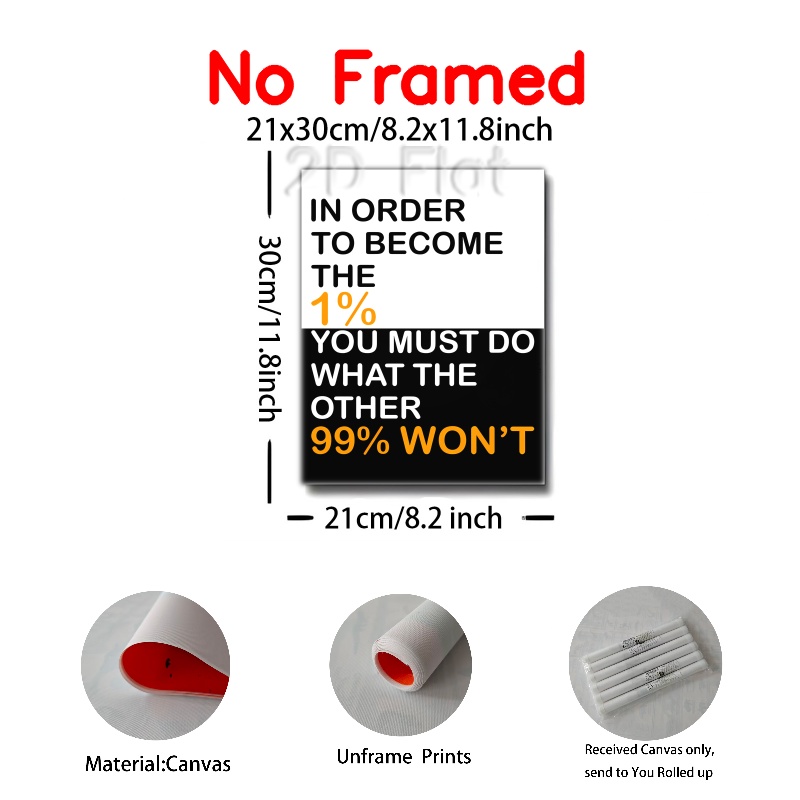 No Framed
21x30cm/8.2x11.8inch
2D Flat
30cm/11.8inch
IN ORDER
TO BECOME
THE
1%
YOU MUST DO
WHAT THE
OTHER
99% WON'T
21cm/8.2 inch
Material:Canvas
Unframe Prints
Received Canvas only,
send to You Rolled up